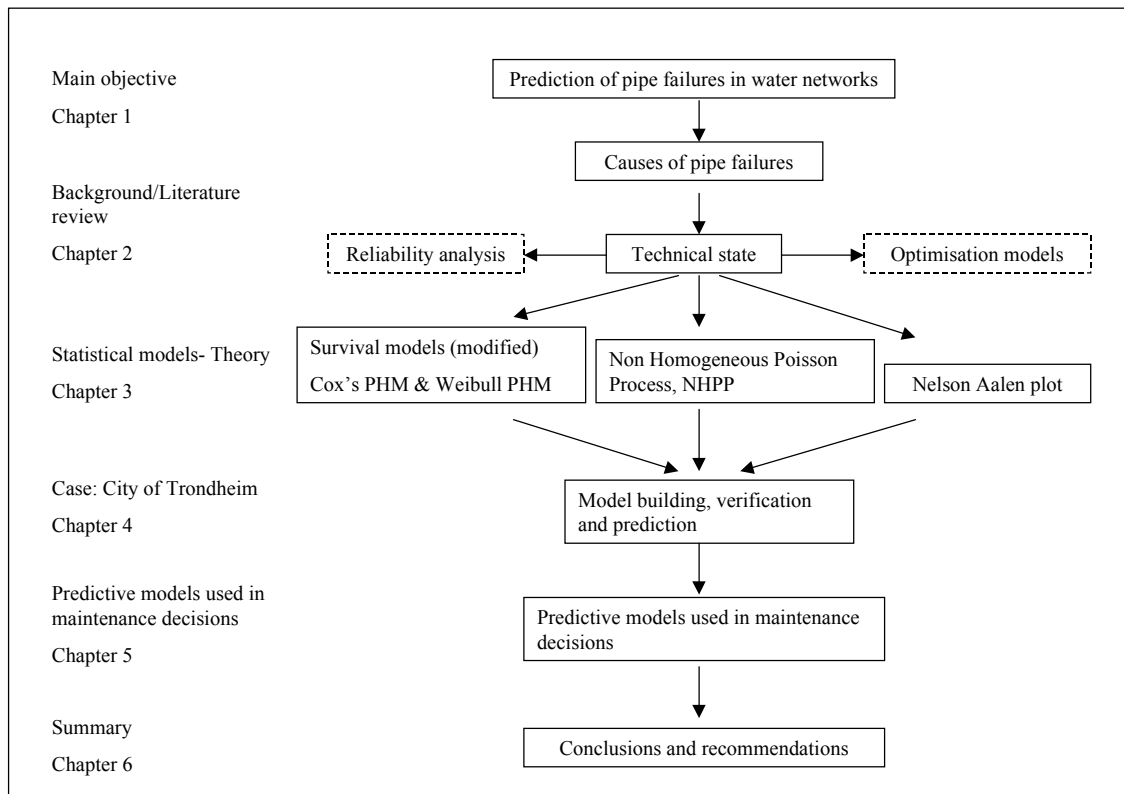 Main objective
Chapter 1
Prediction of pipe failures in water networks
Causes of pipe failures
Background/Literature
review
Chapter 2
Reliability analysis
Technical state
Optimisation models
Statistical models- Theory
Chapter 3
Survival models (modified)
Cox's PHM & Weibull PHM
Non Homogeneous Poisson
Process, NHPP
Nelson Aalen plot
Case: City of Trondheim
Chapter 4
Model building, verification
and prediction
Predictive models used in
maintenance decisions
Chapter 5
Predictive models used in maintenance
decisions
Summary
Chapter 6
Conclusions and recommendations